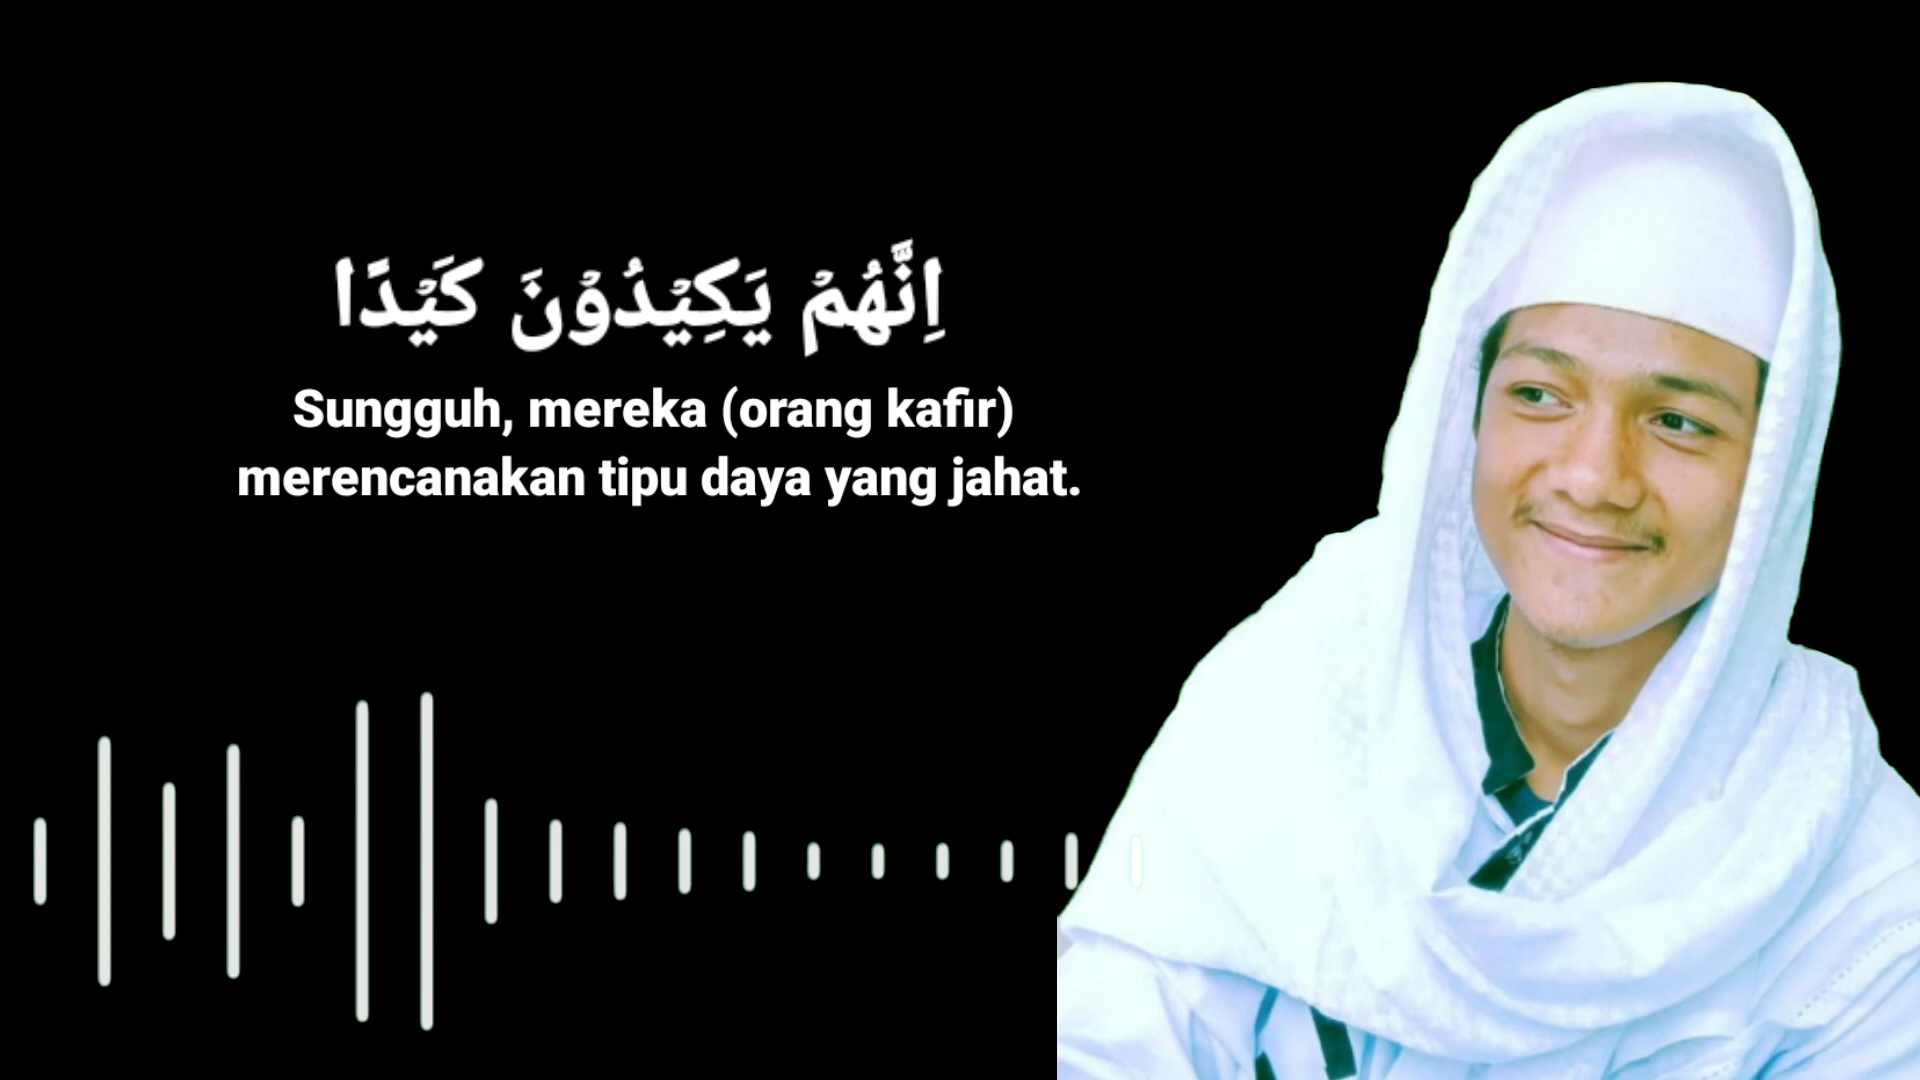 اِنَّهُمْ يَكِيْدُوْنَ كَيْدًا
Sungguh, mereka (orang kafir)
merencanakan tipu daya yang jahat.